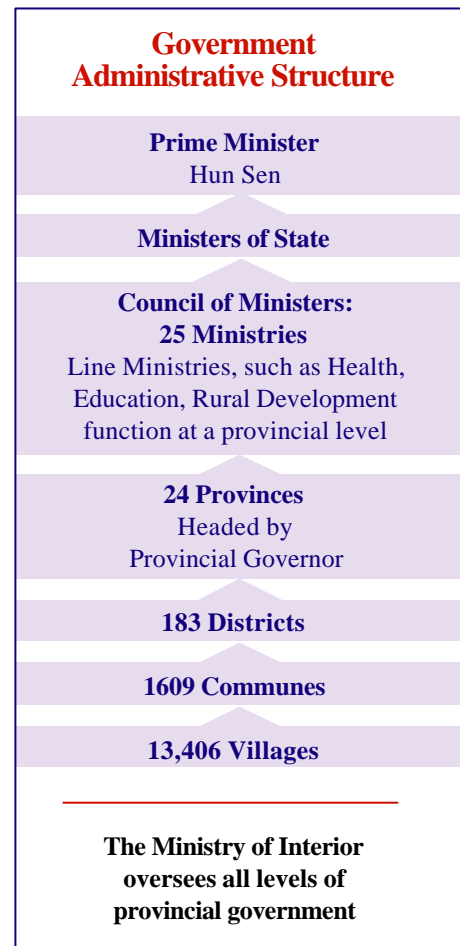 Government
Administrative Structure
Prime Minister
Hun Sen
Ministers of State
Council of Ministers:
25 Ministries
Line Ministries, such as Health,
Education, Rural Development
function at a provincial level
24 Provinces
Headed by
Provincial Governor
183 Districts
1609 Communes
13,406 Villages
The Ministry of Interior
oversees all levels of
provincial government